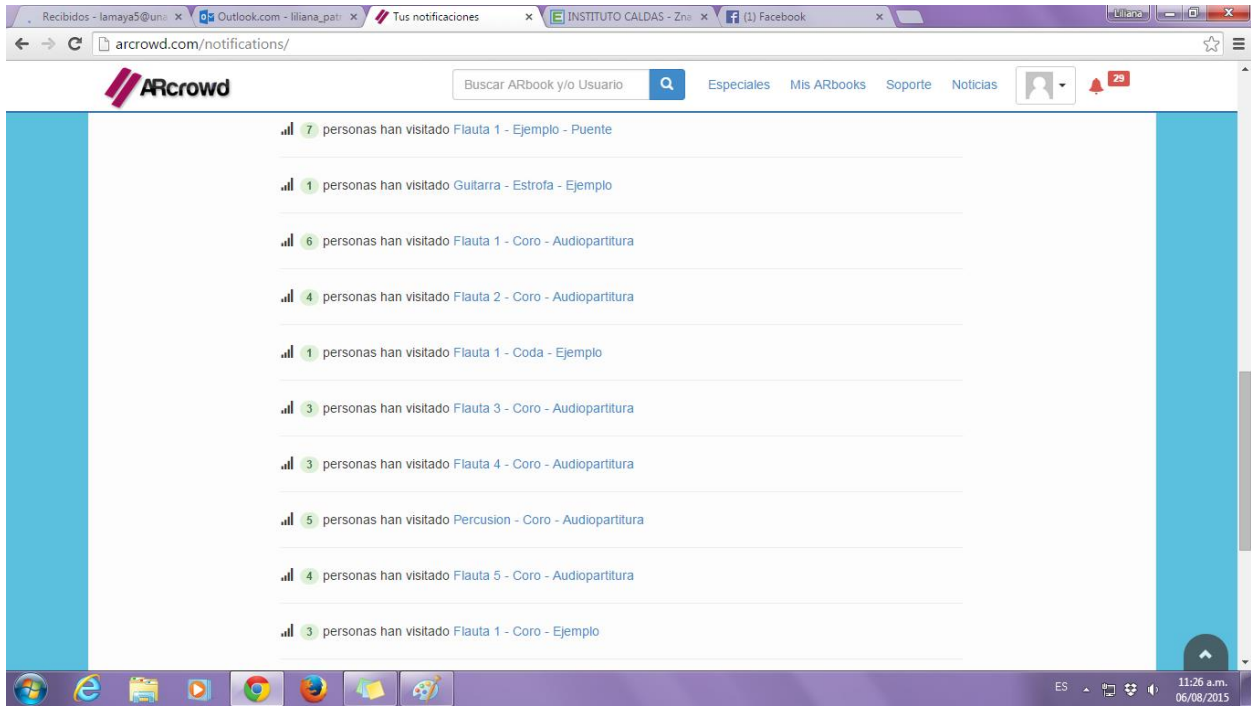 Recibidos - lamaya5@una
Outlook.com - liliana_patr
Tus notificaciones
INSTITUTO CALDAS - Zna
(1) Facebook
Liliana
arcrowd.com/notifications/
ARcrowd
Buscar ARbook y/o Usuario
Especiales
Mis ARbooks
Soporte
Noticias
29
7 personas han visitado Flauta 1 - Ejemplo - Puente
1 personas han visitado Guitarra - Estrofa - Ejemplo
6 personas han visitado Flauta 1 - Coro - Audiopartitura
4 personas han visitado Flauta 2 - Coro - Audiopartitura
1 personas han visitado Flauta 1 - Coda - Ejemplo
3 personas han visitado Flauta 3 - Coro - Audiopartitura
3 personas han visitado Flauta 4 - Coro - Audiopartitura
5 personas han visitado Percusion - Coro - Audiopartitura
4 personas han visitado Flauta 5 - Coro - Audiopartitura
3 personas han visitado Flauta 1 - Coro - Ejemplo
ES
11:26 a.m.
06/08/2015